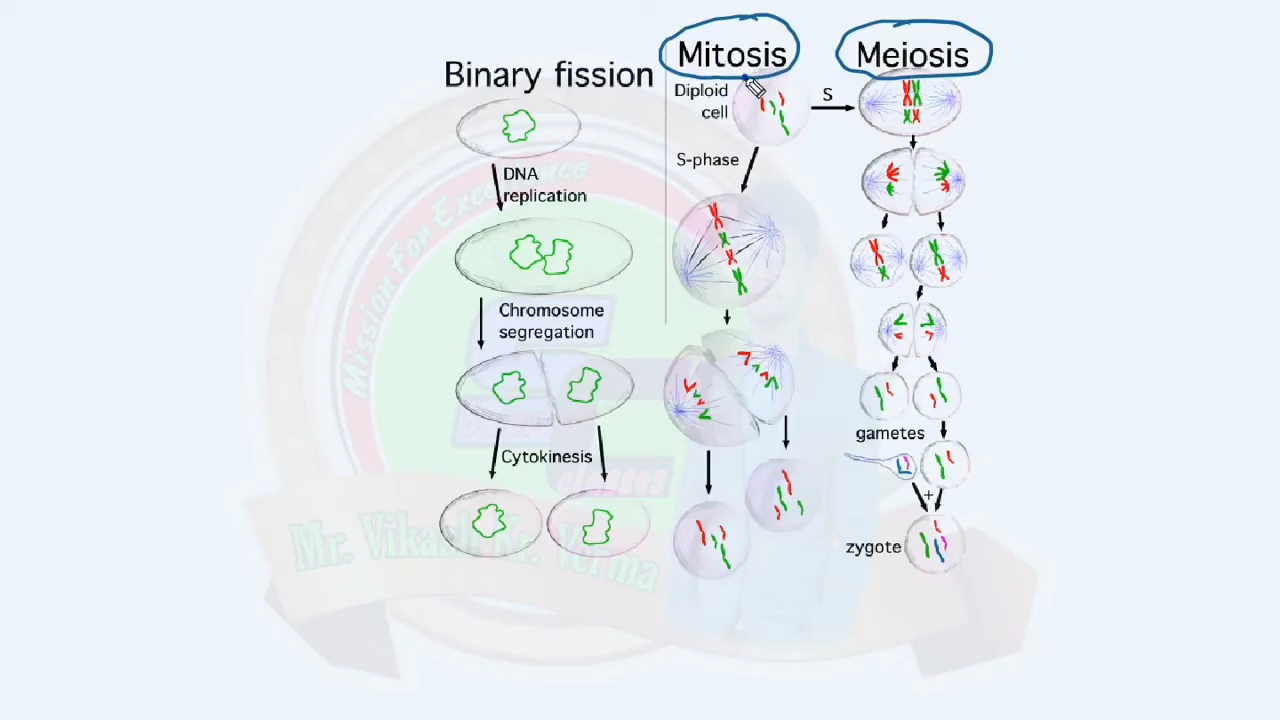 Binary fission
DNA
replication
Chromosome
segregation
Cytokinesis
Mitosis
Diploid
cell
S-phase
S
Meiosis
gametes
+
zygote
Mission For Excellence
classes
Mr. Vikash Kr. Verma